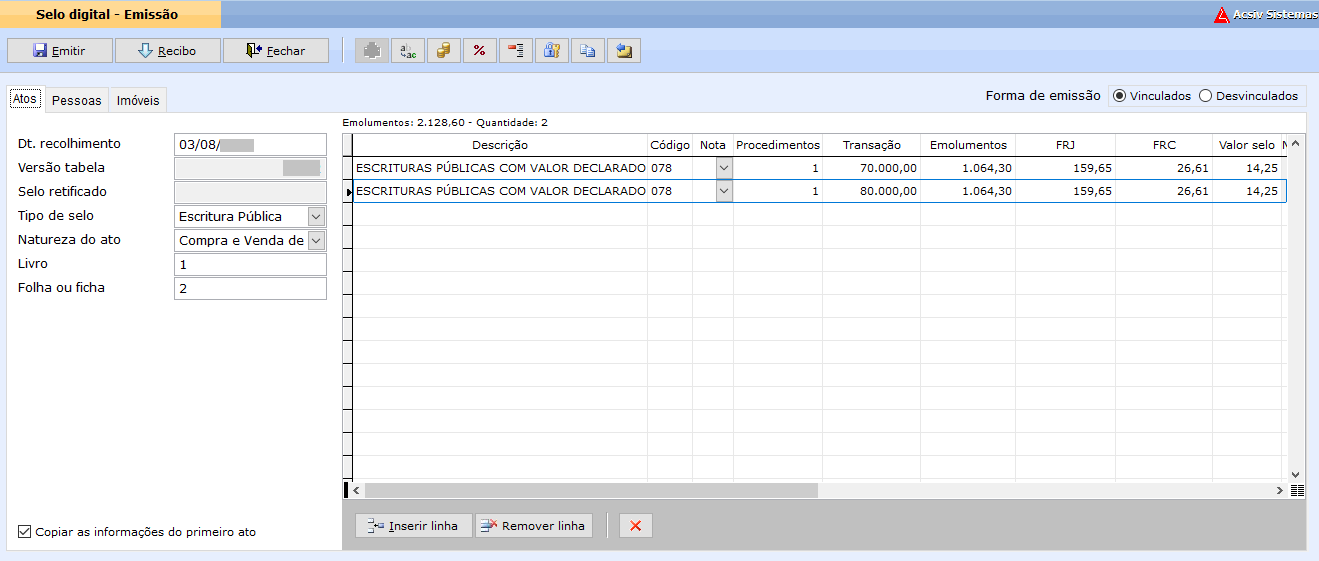 Selo digital - Emissão
Acsiv Sistemas
Emitir Recibo Fechar
ab ac %
Atos Pessoas Imóveis
Forma de emissão Vinculados Desvinculados
Emolumentos: 2.128,60 - Quantidade: 2
Dt. recolhimento 03/08/
Versão tabela
Selo retificado
Tipo de selo Escritura Pública
Natureza do ato Compra e Venda de
Livro 1
Folha ou ficha 2
Descrição Código Nota Procedimentos Transação Emolumentos FRJ FRC Valor selo
ESCRITURAS PÚBLICAS COM VALOR DECLARADO 078 1 70.000,00 1.064,30 159,65 26,61 14,25
ESCRITURAS PÚBLICAS COM VALOR DECLARADO 078 1 80.000,00 1.064,30 159,65 26,61 14,25
Copiar as informações do primeiro ato
Inserir linha Remover linha